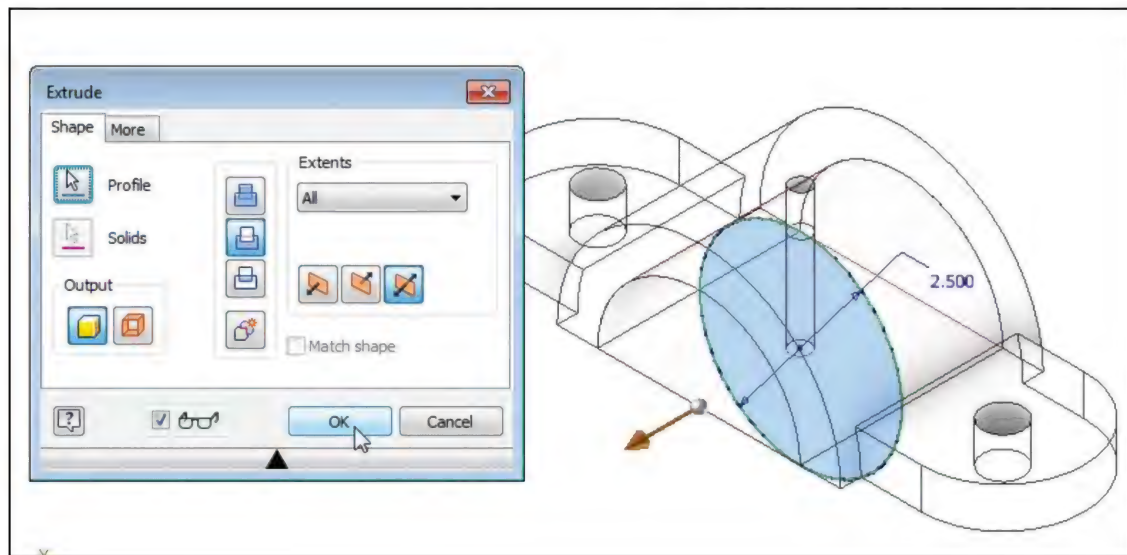 Extrude
Shape More
Profile
Solids
Output
Extents
All
Match shape
?
OK
Cancel
2.500